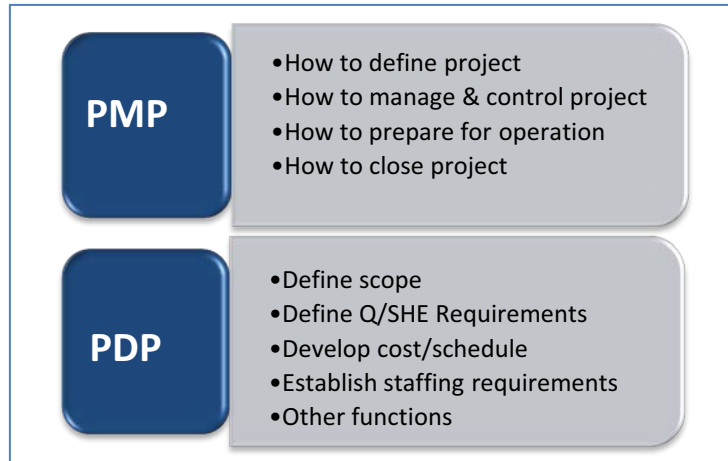 PMP
•How to define project
•How to manage & control project
•How to prepare for operation
•How to close project
PDP
•Define scope
•Define Q/SHE Requirements
•Develop cost/schedule
•Establish staffing requirements
•Other functions